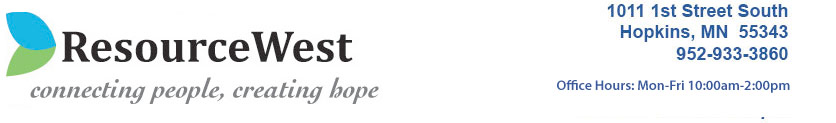 ResourceWest
connecting people, creating hope
1011 1st Street South
Hopkins, MN 55343
952-933-3860
Office Hours: Mon-Fri 10:00am-2:00pm